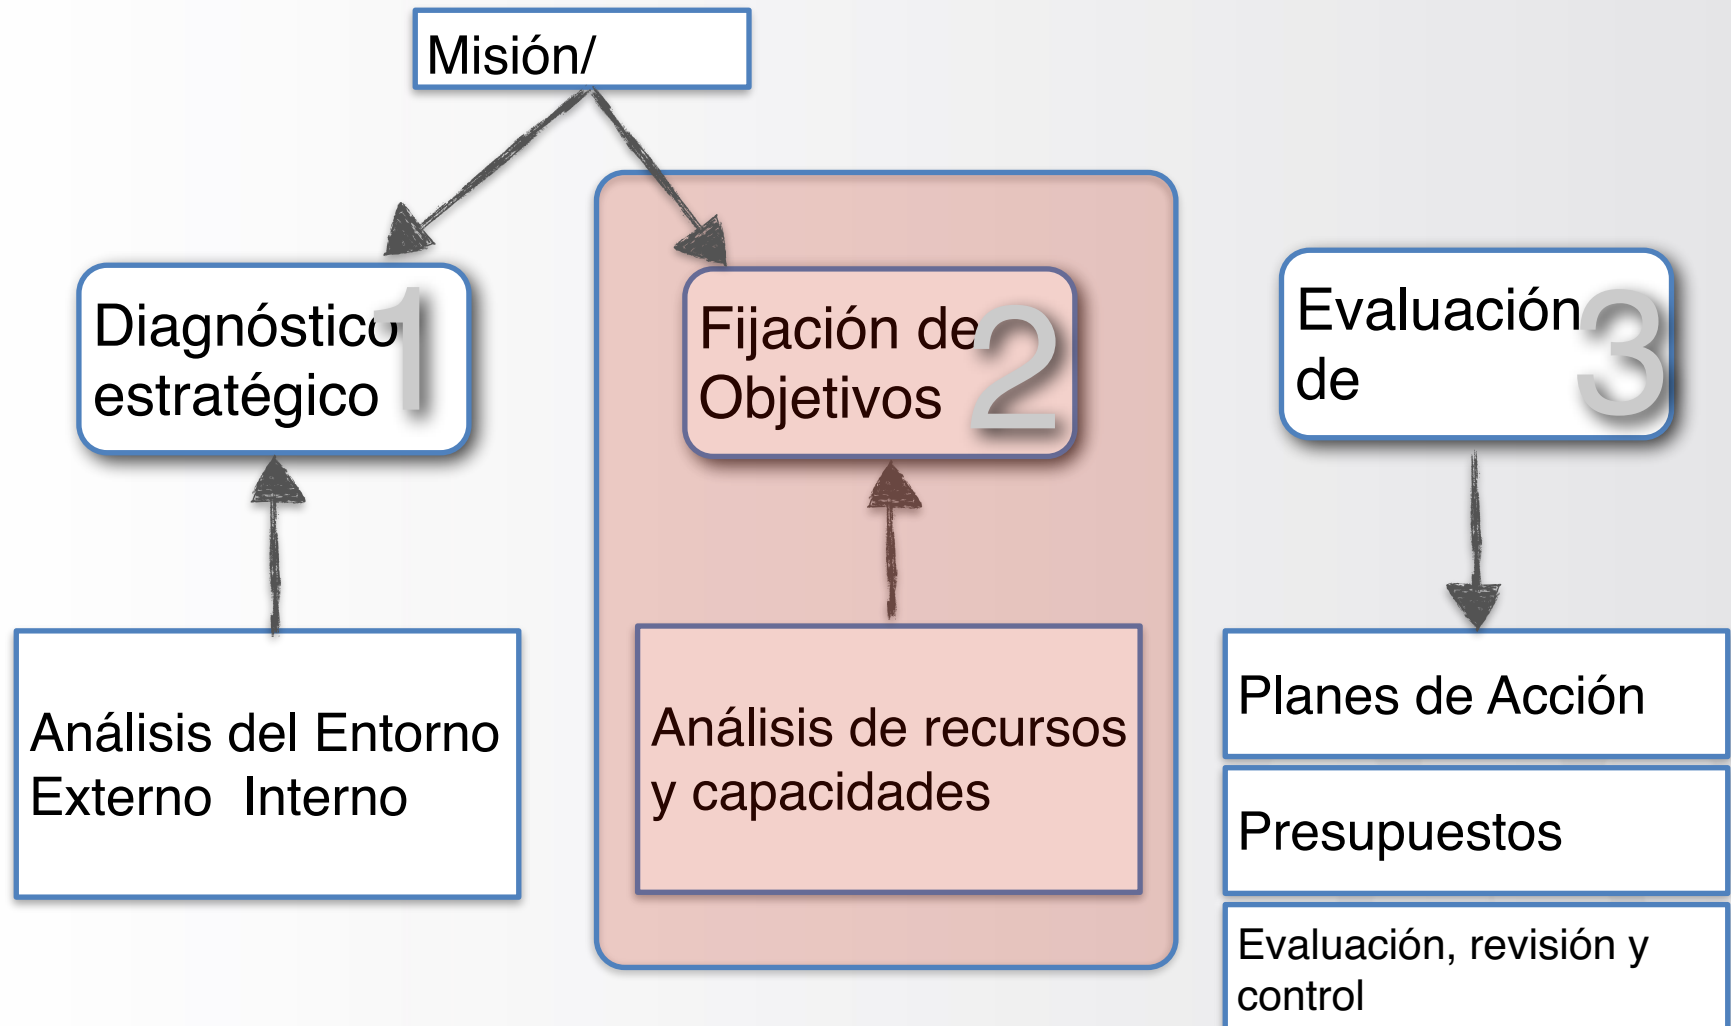 Misión/
Diagnóstico
estratégico
1
Fijación de
Objetivos
2
Evaluación
de
3
Análisis del Entorno
Externo  Interno
Análisis de recursos
y capacidades
Planes de Acción
Presupuestos
Evaluación, revisión y
control